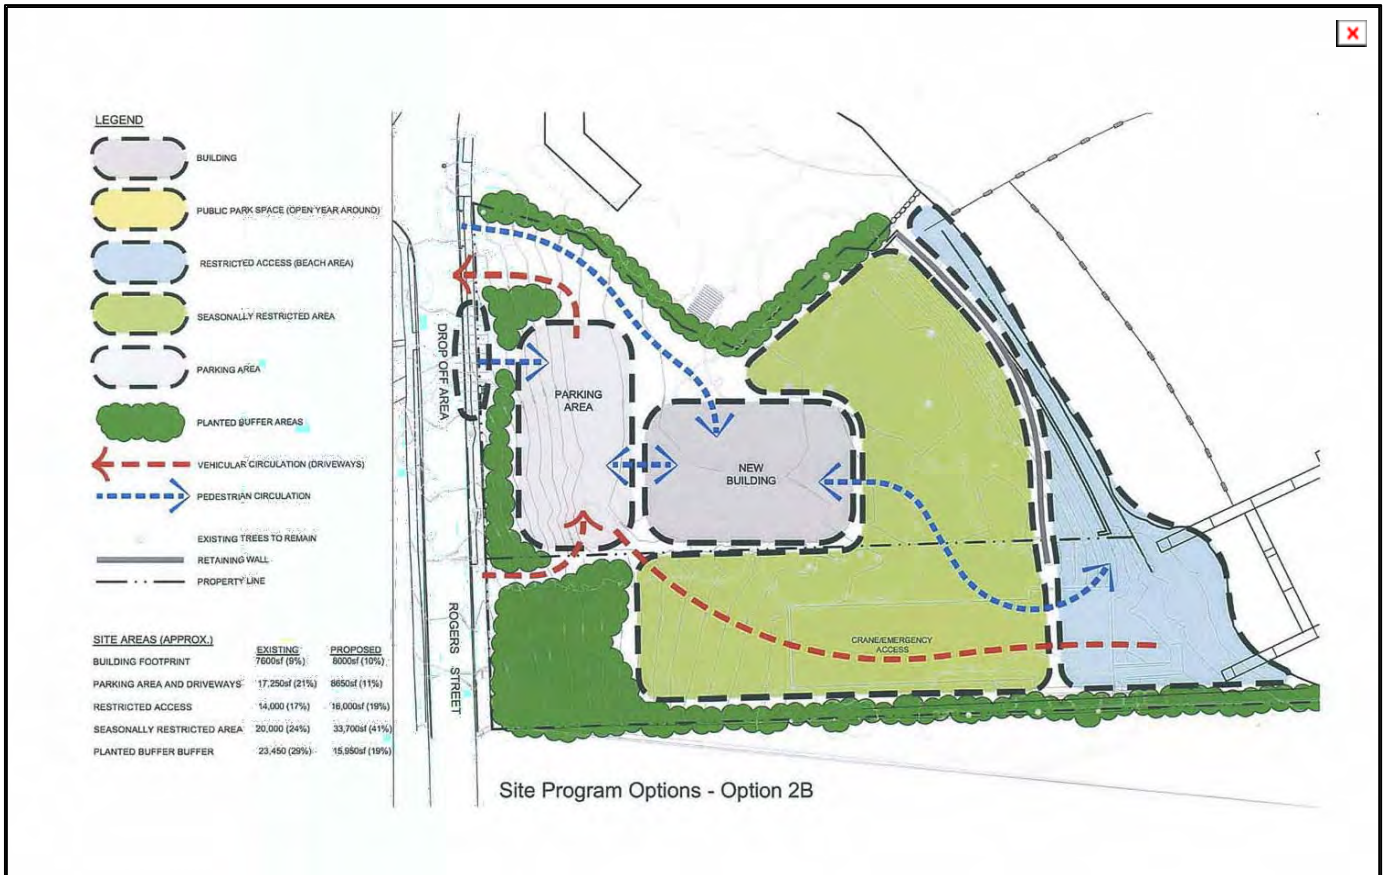 LEGEND
BUILDING
PUBLIC PARK SPACE (OPEN YEAR AROUND)
RESTRICTED ACCESS (BEACH AREA)
SEASONALLY RESTRICTED AREA
PARKING AREA
PLANTED BUFFER AREAS
VEHICULAR CIRCULATION (DRIVEWAYS)
PEDESTRIAN CIRCULATION
EXISTING TREES TO REMAIN
RETAINING WALL
PROPERTY LINE
SITE AREAS (APPROX.) EXISTING PROPOSED
BUILDING FOOTPRINT 7600sf (9%) 8000sf (10%)
PARKING AREA AND DRIVEWAYS 17,250sf (21%) 8650sf (11%)
RESTRICTED ACCESS 14,000 (17%) 16,000sf (19%)
SEASONALLY RESTRICTED AREA 20,000 (24%) 33,700sf (41%)
PLANTED BUFFER BUFFER 23,450 (29%) 15,950sf (19%)
DROP OFF AREA
PARKING
AREA
NEW
BUILDING
CRANE/EMERGENCY
ACCESS
ROGERS STREET
Site Program Options - Option 2B